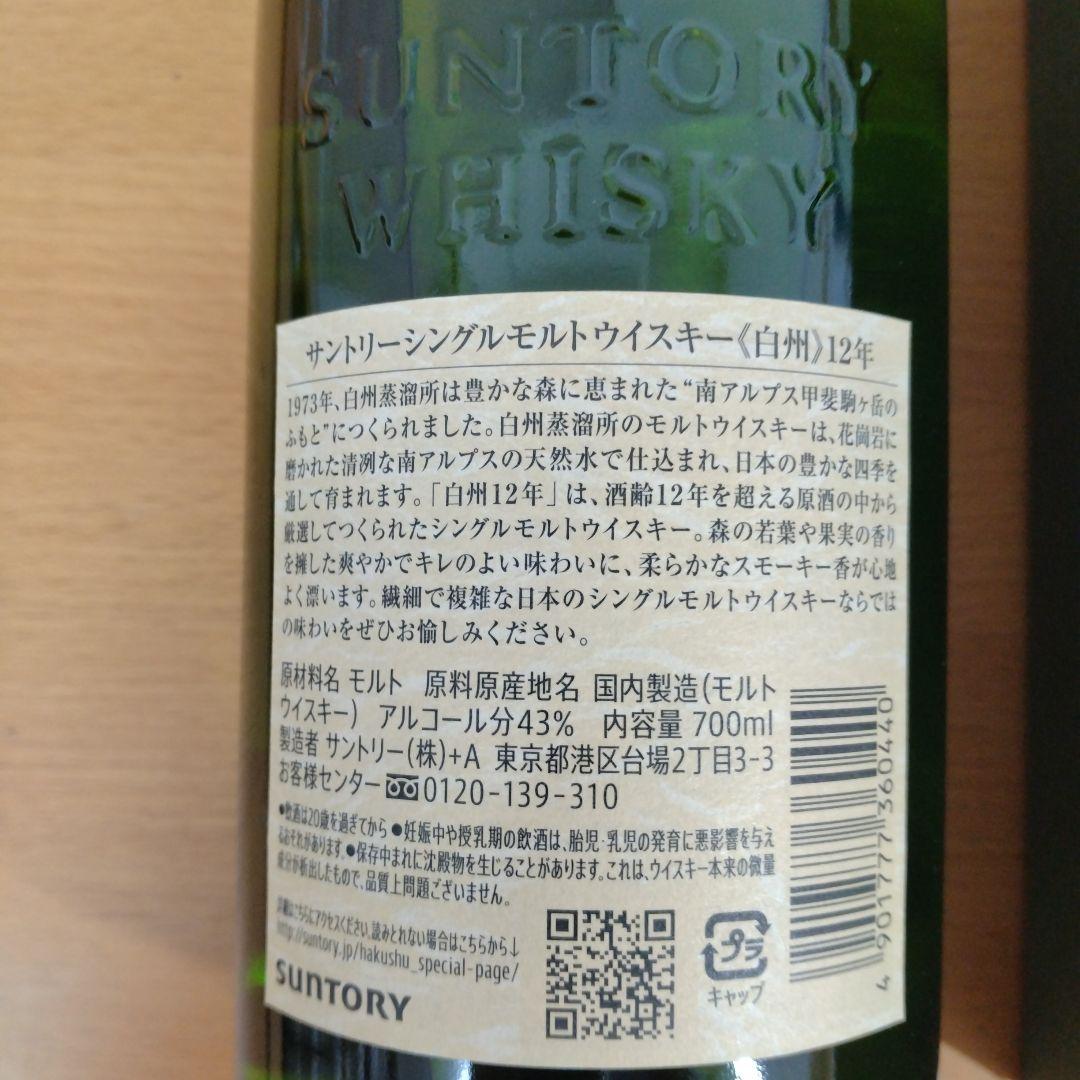 SUNTORY
WHISKY
サントリーシングルモルトウイスキー《白州》12年
1973年、白州蒸溜所は豊かな森に恵まれた“南アルプス甲斐駒ヶ岳の
ふもと”につくられました。白州蒸溜所のモルトウイスキーは、花崗岩に
磨かれた清冽な南アルプスの天然水で仕込まれ、日本の豊かな四季を
通して育まれます。「白州12年」は、酒齢12年を超える原酒の中から
厳選してつくられたシングルモルトウイスキー。森の若葉や果実の香り
を擁した爽やかでキレのよい味わいに、柔らかなスモーキー香が心地
よく漂います。繊細で複雑な日本のシングルモルトウイスキーならでは
の味わいをぜひお愉しみください。
原材料名 モルト 原料原産地名 国内製造(モルト
ウイスキー) アルコール分43% 内容量 700ml
製造者 サントリー(株)+A 東京都港区台場2丁目3-3
お客様センター 0120-139-310
●飲酒は20歳を過ぎてから ●妊娠中や授乳期の飲酒は、胎児・乳児の発育に悪影響を与え
るおそれがあります。●保存中まれに沈殿物を生じることがあります。これは、ウイスキー本来の微量
成分が析出したもので、品質上問題ございません。
詳細はこちらにアクセスください。読みとれない場合はこちらから↓
http://suntory.jp/hakushu_special-page/
SUNTORY
プラ
キャップ
4 901777 360440